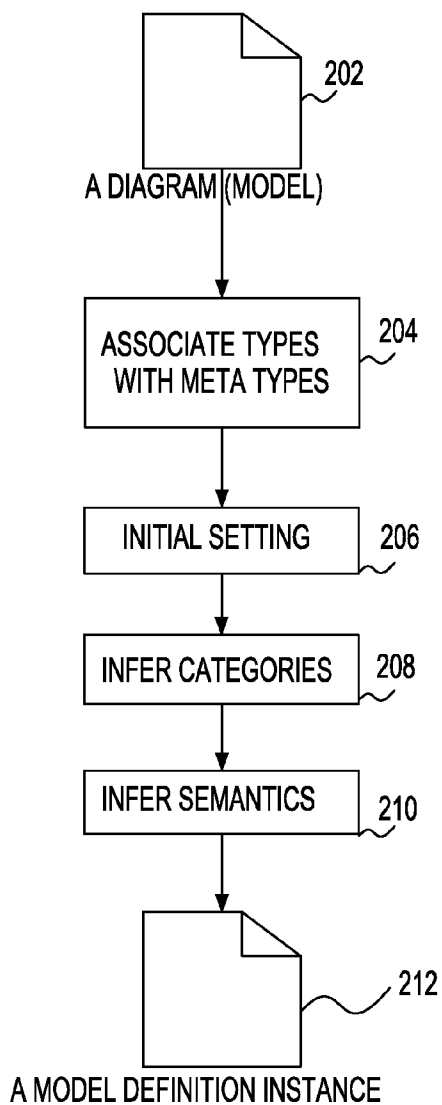 202
A DIAGRAM (MODEL)
ASSOCIATE TYPES
WITH META TYPES
204
INITIAL SETTING
206
INFER CATEGORIES
208
INFER SEMANTICS
210
212
A MODEL DEFINITION INSTANCE